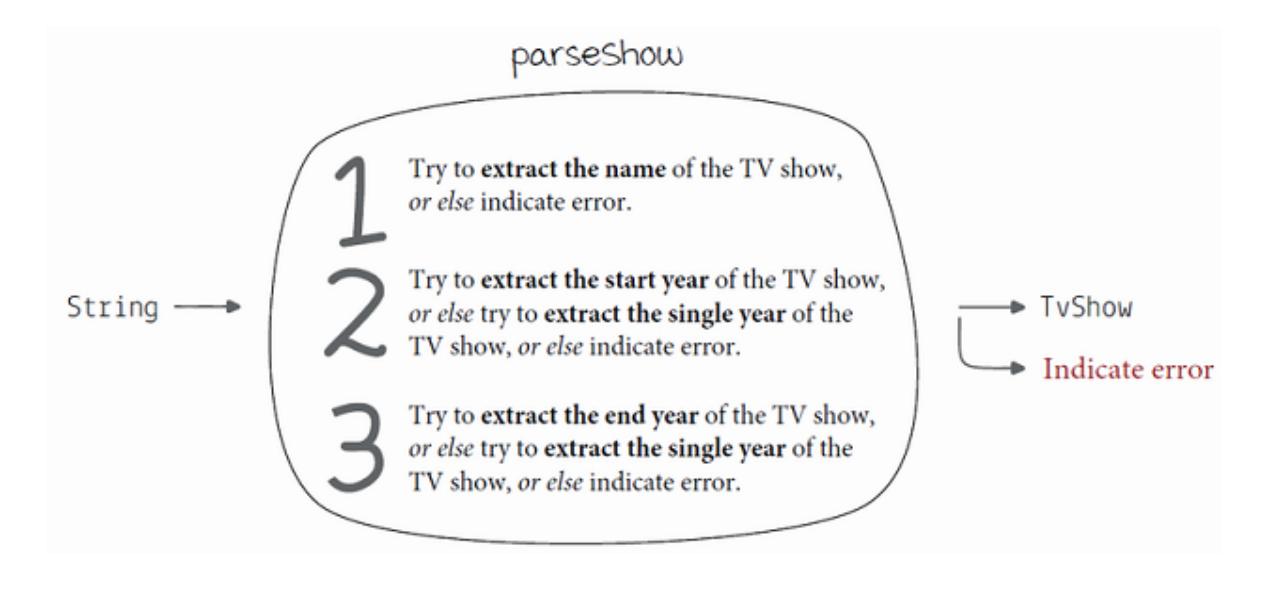 parseShow
1
Try to extract the name of the TV show,
or else indicate error.
2
Try to extract the start year of the TV show,
or else try to extract the single year of the
TV show, or else indicate error.
3
Try to extract the end year of the TV show,
or else try to extract the single year of the
TV show, or else indicate error.
String
TvShow
Indicate error